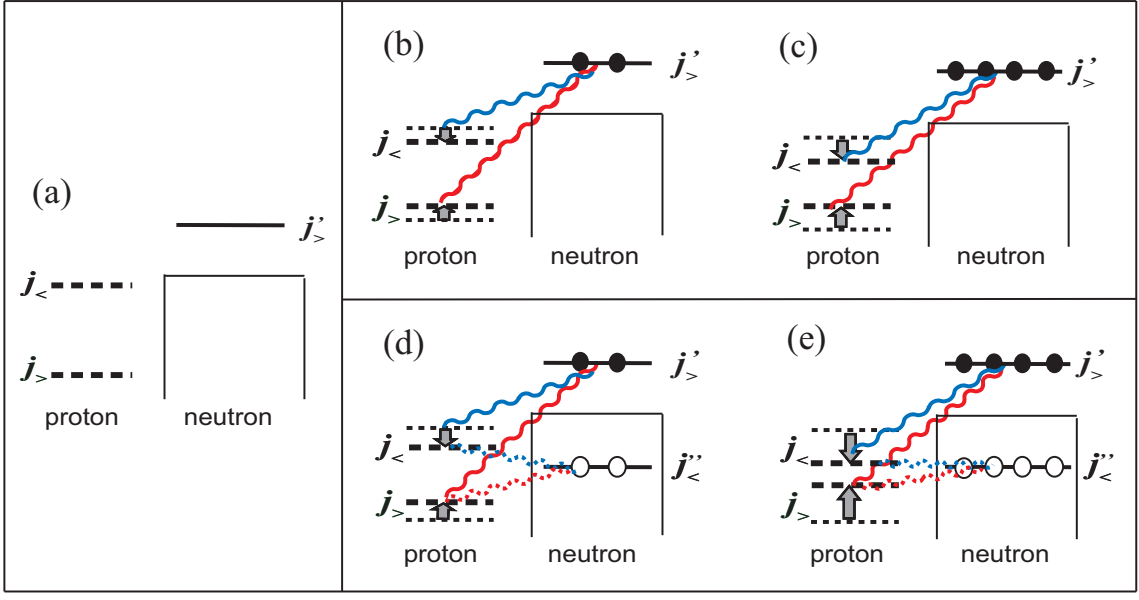 (a)
j'>
j<
j>
proton neutron
(b)
j'>
j<
j>
proton neutron
(c)
j'>
j<
j>
proton neutron
(d)
j'>
j<
j''<
j>
proton neutron
(e)
j'>
j<
j''<
j>
proton neutron